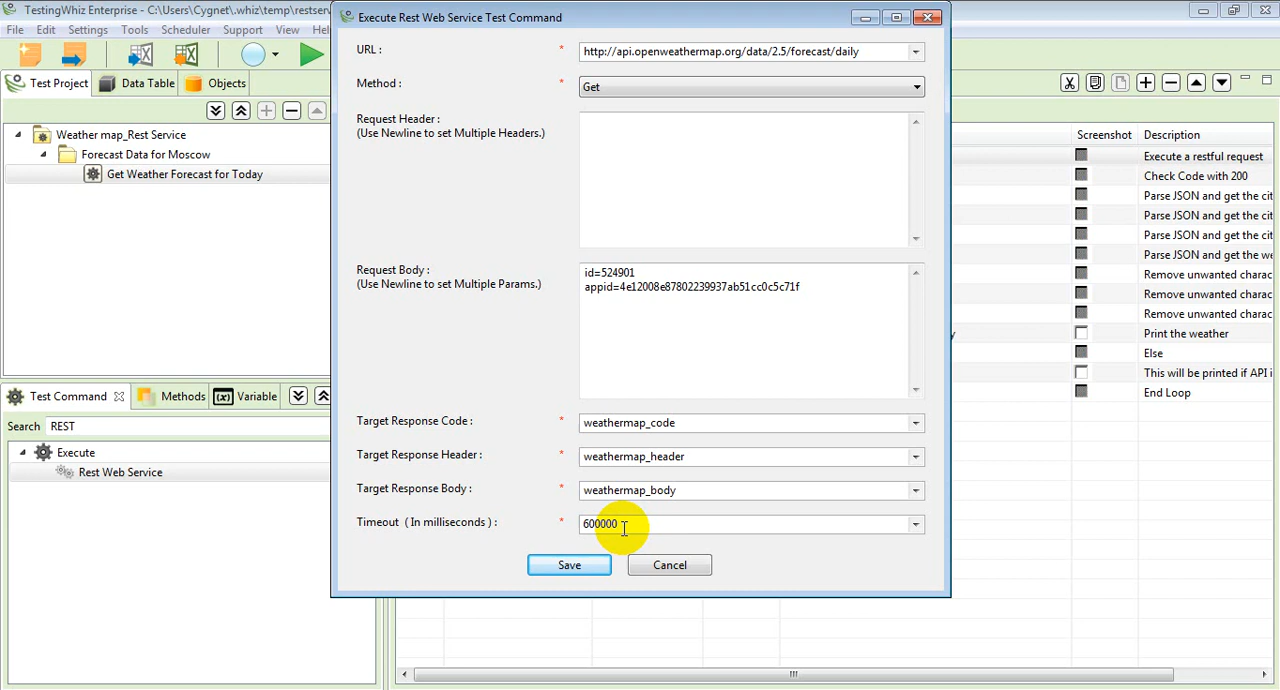 TestingWhiz Enterprise - C:\Users\Cygnet\.whiz\temp\restserv
File Edit Settings Tools Scheduler Support View Hel
Test Project Data Table Objects
Weather map_Rest Service
Forecast Data for Moscow
Get Weather Forecast for Today
Test Command Methods (x) Variable
Search REST
Execute
Rest Web Service
Execute Rest Web Service Test Command
URL : * http://api.openweathermap.org/data/2.5/forecast/daily
Method : * Get
Request Header :
(Use Newline to set Multiple Headers.)
Request Body :
(Use Newline to set Multiple Params.)
id=524901
appid=4e12008e87802239937ab51cc0c5c71f
Target Response Code : * weathermap_code
Target Response Header : * weathermap_header
Target Response Body : * weathermap_body
Timeout ( In milliseconds ) : * 600000
Save Cancel
Screenshot Description
Execute a restful request
Check Code with 200
Parse JSON and get the cit
Parse JSON and get the cit
Parse JSON and get the cit
Parse JSON and get the we
Remove unwanted charac
Remove unwanted charac
Remove unwanted charac
y Print the weather
Else
This will be printed if API i
End Loop